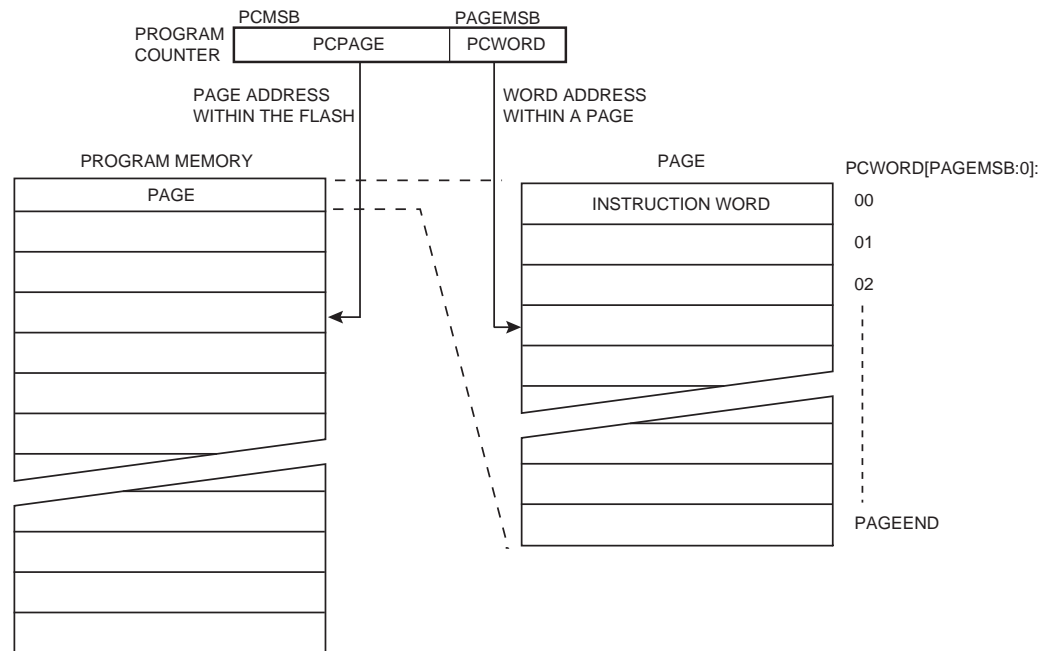 PCMSB
PAGEMSB
PROGRAM
COUNTER
PCPAGE
PCWORD
PAGE ADDRESS
WITHIN THE FLASH
WORD ADDRESS
WITHIN A PAGE
PROGRAM MEMORY
PAGE
PAGE
PCWORD[PAGEMSB:0]:
INSTRUCTION WORD
00
01
02
PAGEEND